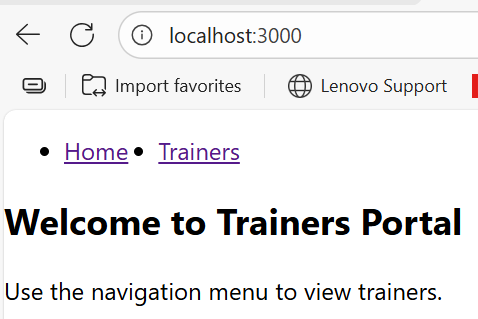 localhost:3000
Import favorites Lenovo Support
• Home • Trainers
Welcome to Trainers Portal
Use the navigation menu to view trainers.